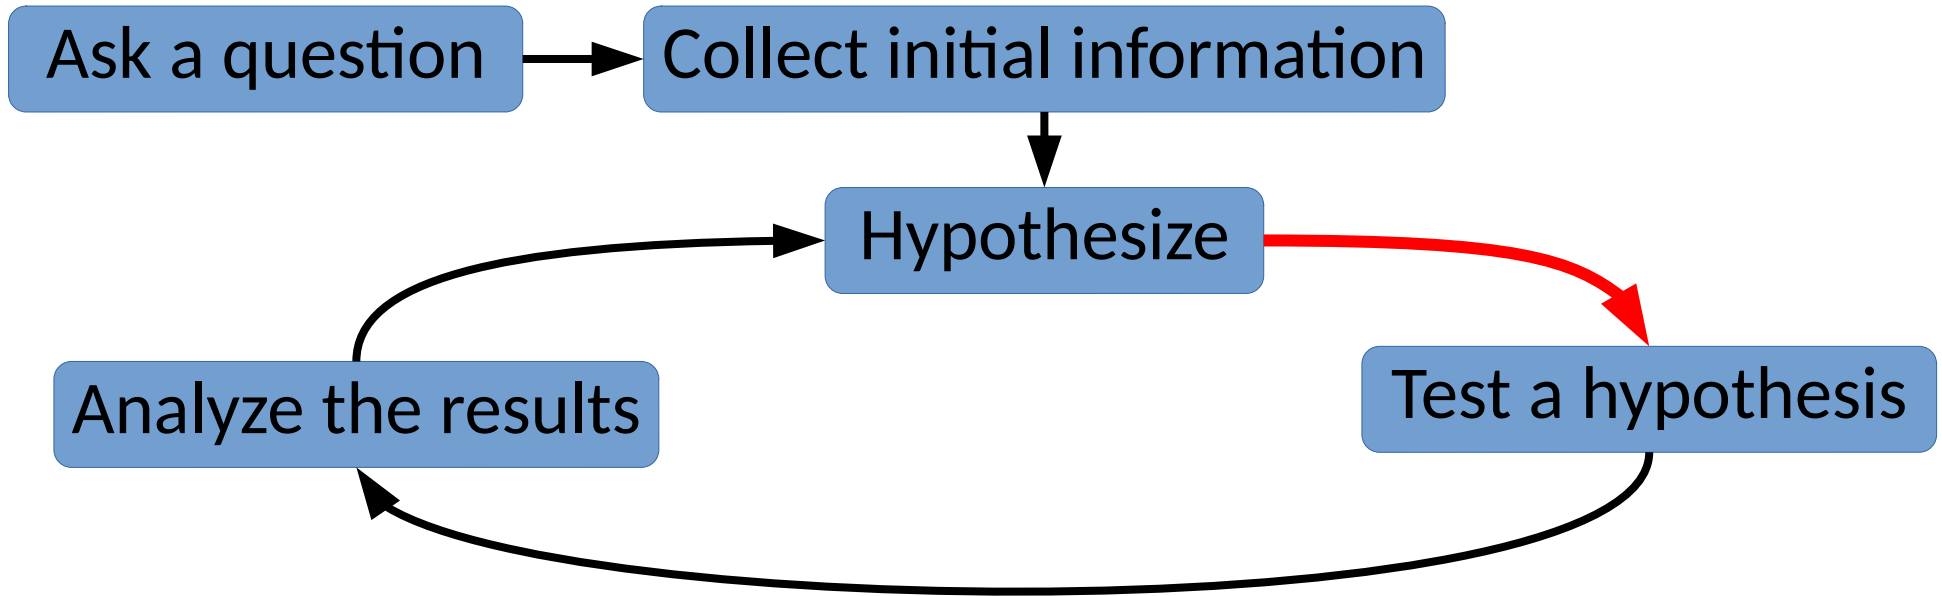 Ask a question
Collect initial information
Hypothesize
Test a hypothesis
Analyze the results